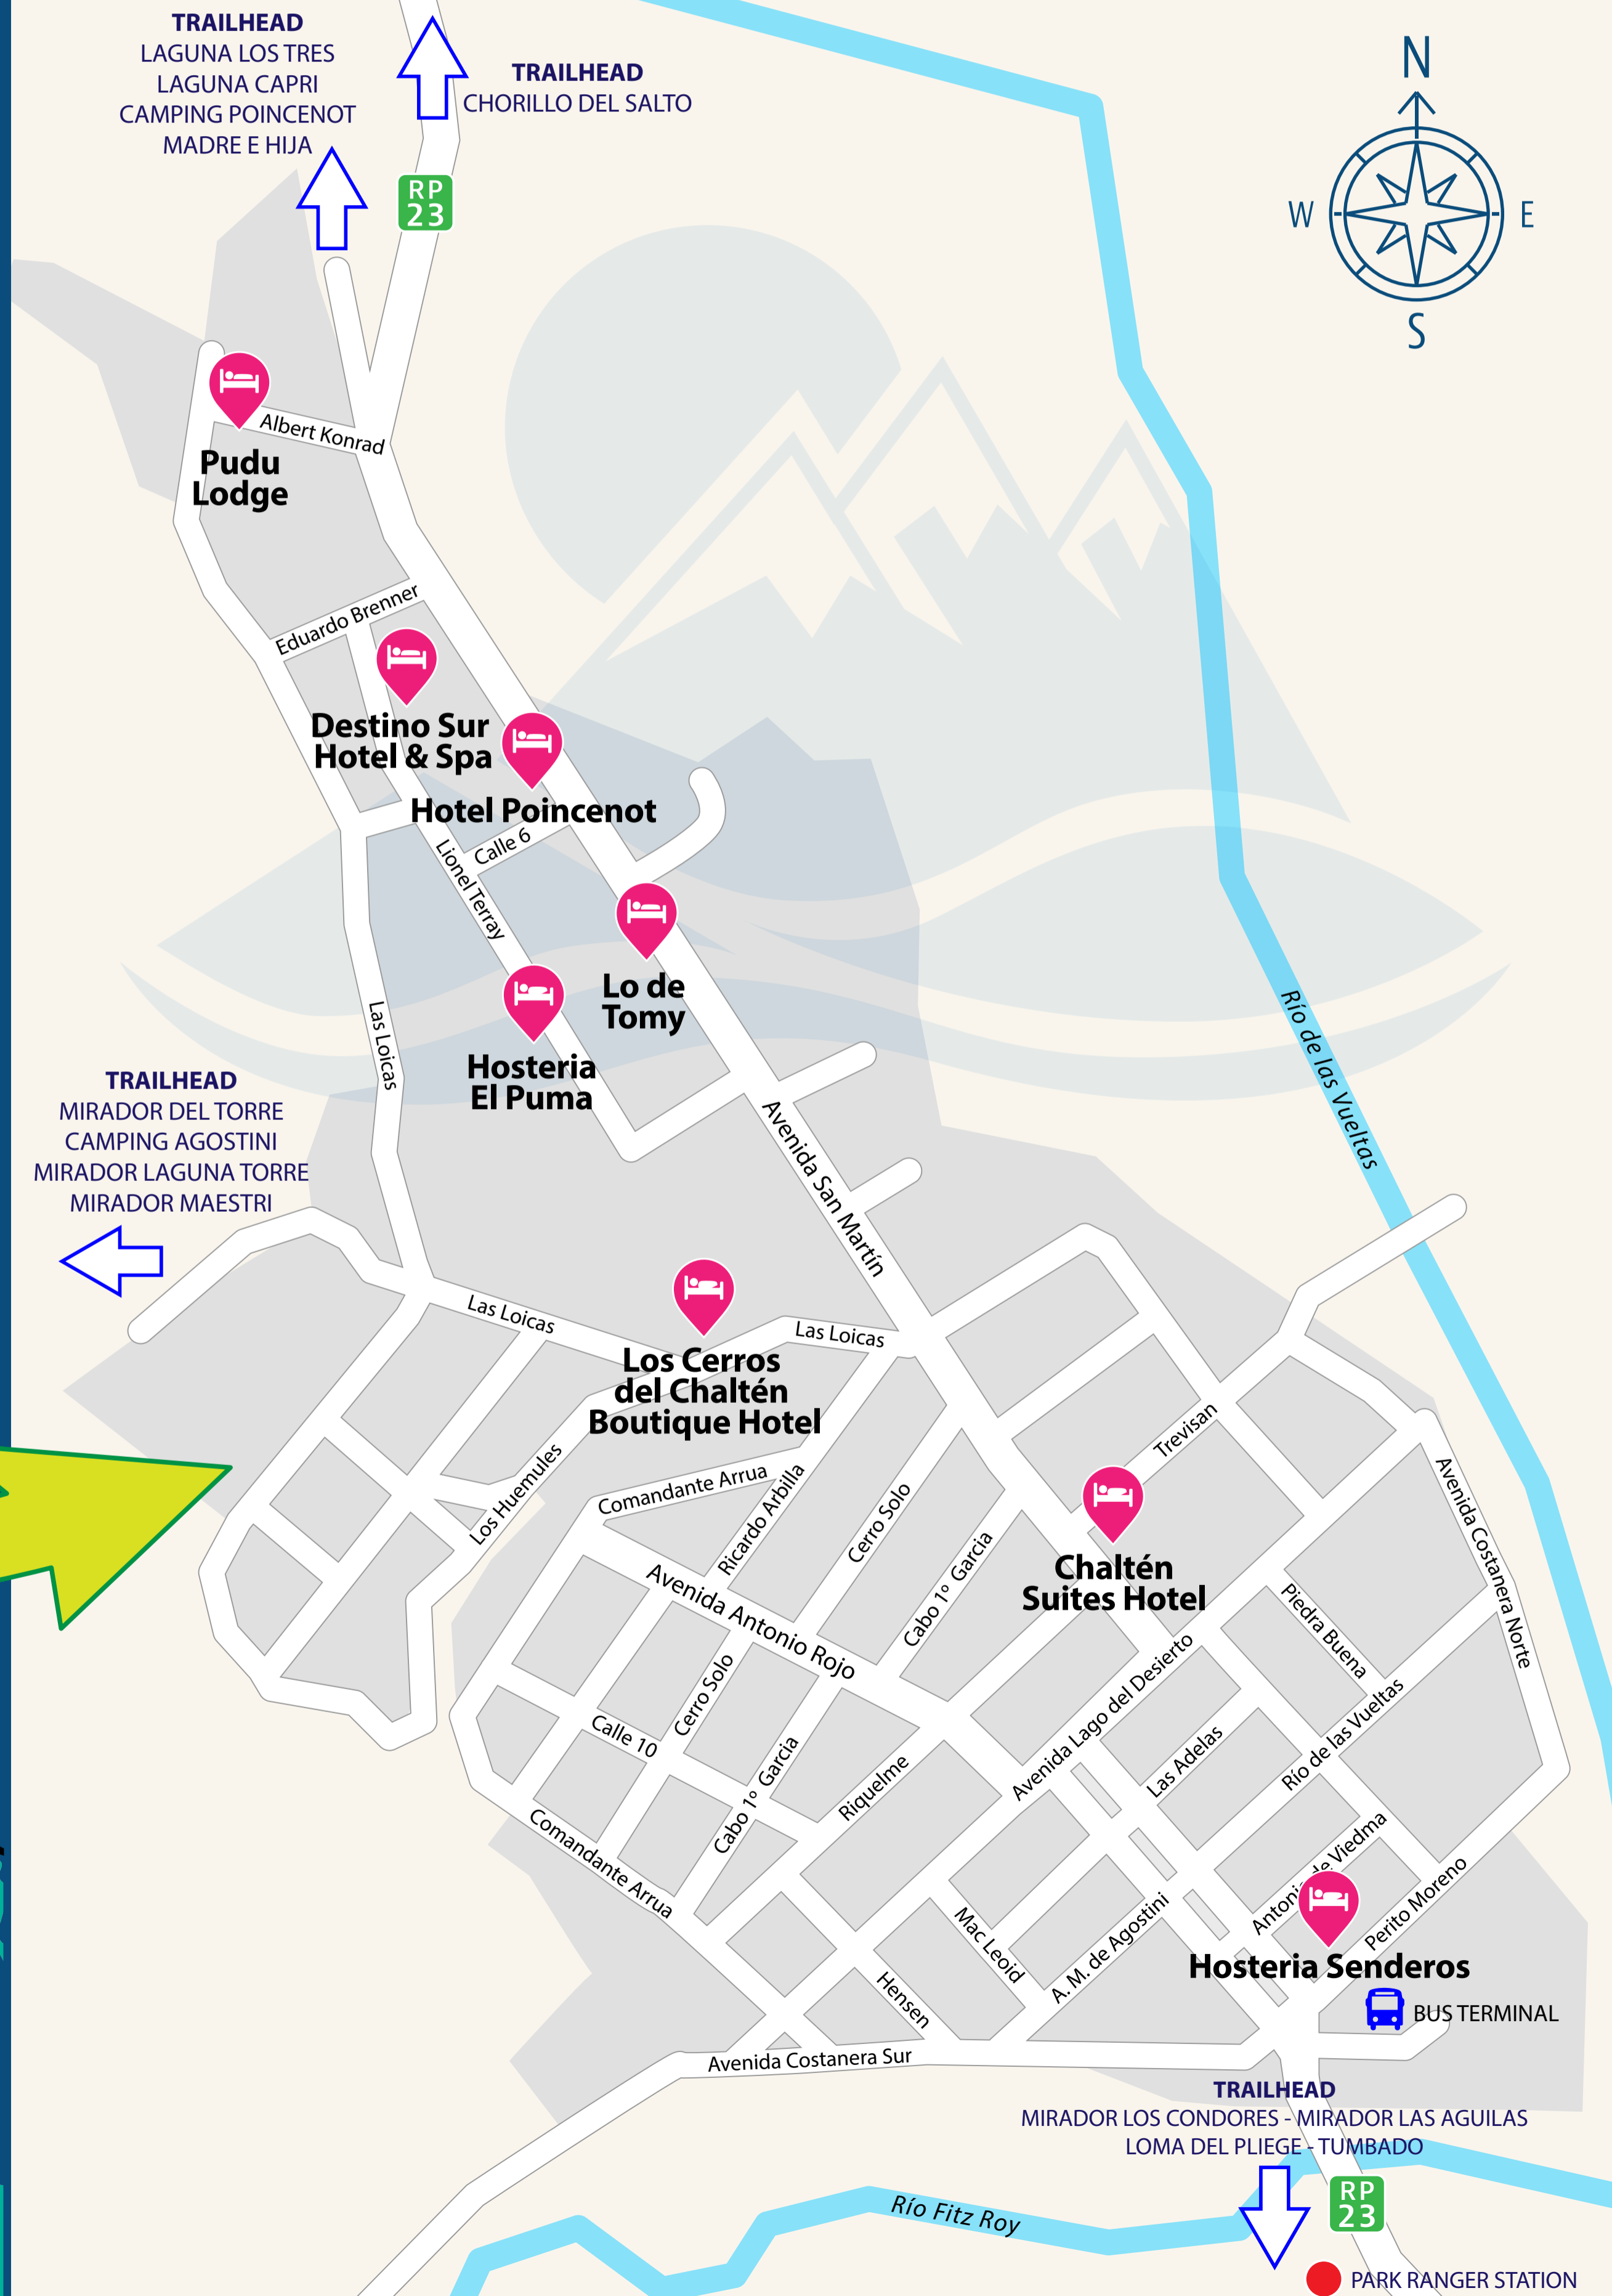 TRAILHEAD
LAGUNA LOS TRES
LAGUNA CAPRI
CAMPING POINCENOT
MADRE E HIJA
TRAILHEAD
CHORILLO DEL SALTO
N
W
E
S
RP
23
Albert Konrad
Pudu
Lodge
Eduardo Brenner
Destino Sur
Hotel & Spa
Hotel Poincenot
Calle 6
Lionel Terray
Lo de
Tomy
Las Loicas
Hosteria
El Puma
Río de las Vueltas
TRAILHEAD
MIRADOR DEL TORRE
CAMPING AGOSTINI
MIRADOR LAGUNA TORRE
MIRADOR MAESTRI
Avenida San Martín
Las Loicas
Las Loicas
Los Cerros
del Chaltén
Boutique Hotel
Los Huemules
Comandante Arrua
Ricardo Arbilla
Cerro Solo
Cabo 1º Garcia
Trevisan
Chaltén
Suites Hotel
Avenida Costanera Norte
Avenida Antonio Rojo
Piedra Buena
Cerro Solo
Calle 10
Cabo 1º Garcia
Riquelme
Avenida Lago del Desierto
Las Adelas
Río de las Vueltas
Comandante Arrua
Antonio de Viedma
Perito Moreno
Mac Leoid
A. M. de Agostini
Hensen
Hosteria Senderos
BUS TERMINAL
Avenida Costanera Sur
TRAILHEAD
MIRADOR LOS CONDORES - MIRADOR LAS AGUILAS
LOMA DEL PLIEGE - TUMBADO
Río Fitz Roy
RP
23
PARK RANGER STATION